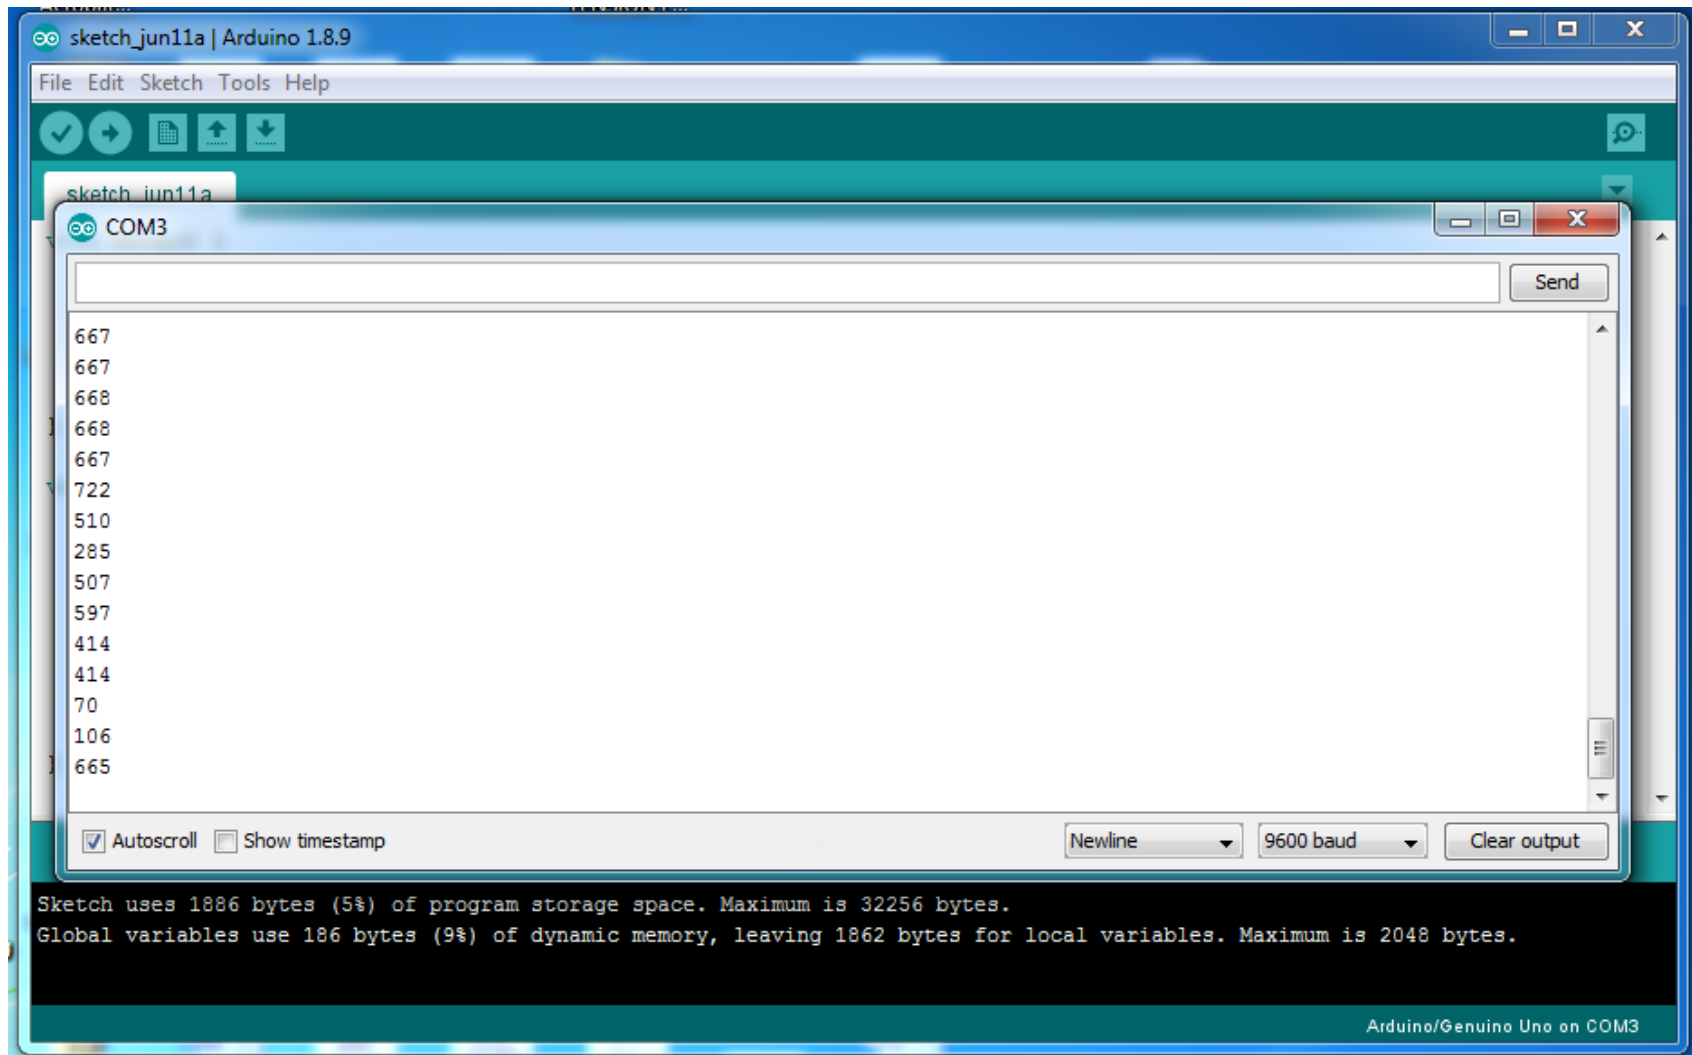 sketch_jun11a | Arduino 1.8.9
File Edit Sketch Tools Help
sketch_jun11a
COM3
Send
667
667
668
668
667
722
510
285
507
597
414
414
70
106
665
Autoscroll Show timestamp Newline 9600 baud Clear output
Sketch uses 1886 bytes (5%) of program storage space. Maximum is 32256 bytes.
Global variables use 186 bytes (9%) of dynamic memory, leaving 1862 bytes for local variables. Maximum is 2048 bytes.
Arduino/Genuino Uno on COM3